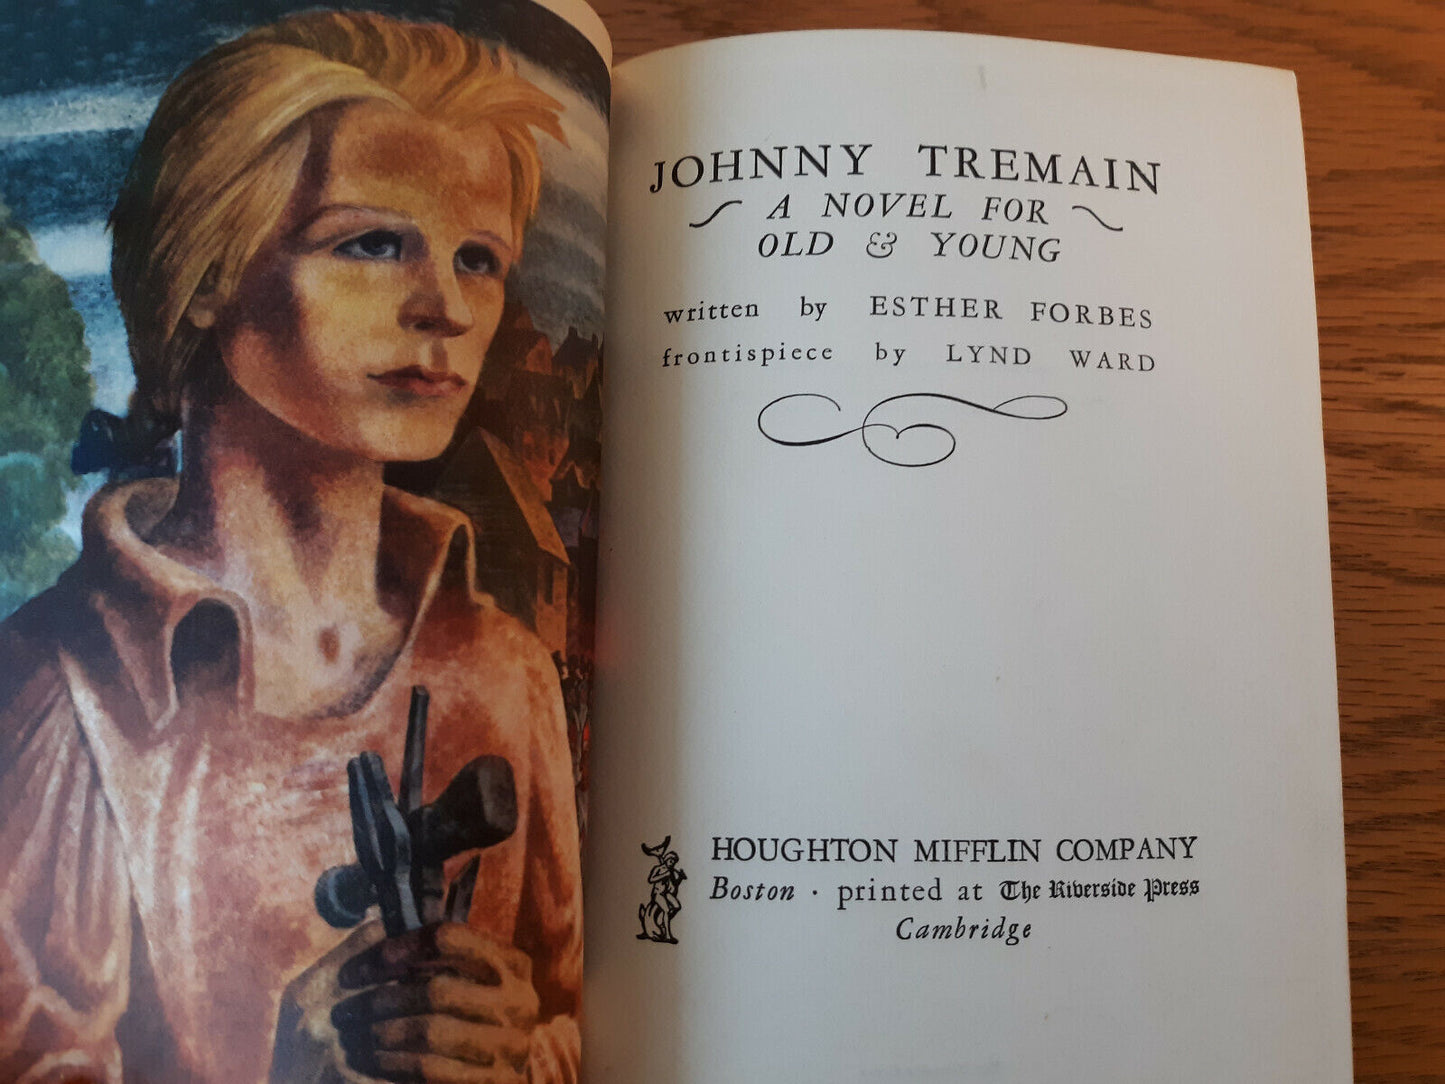 JOHNNY TREMAIN
A NOVEL FOR
OLD & YOUNG
written by ESTHER FORBES
frontispiece by LYND WARD
HOUGHTON MIFFLIN COMPANY
Boston · printed at The Riverside Press
Cambridge